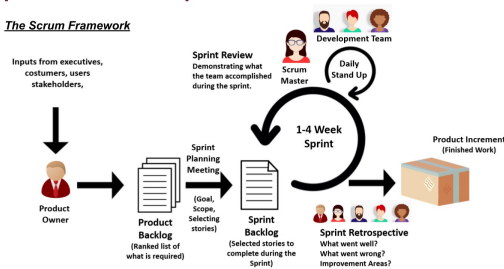 The Scrum Framework
Inputs from executives,
costumers, users
stakeholders,
Product
Owner
Product
Backlog
(Ranked list of
what is required)
Sprint
Planning
Meeting
(Goal,
Scope,
Selecting
stories)
Sprint
Backlog
(Selected stories to
complete during the
Sprint)
Sprint Review
Demonstrating what
the team accomplished
during the sprint.
Scrum
Master
Development Team
Daily
Stand Up
1-4 Week
Sprint
Sprint Retrospective
What went well?
What went wrong?
Improvement Areas?
Product Increment
(Finished Work)